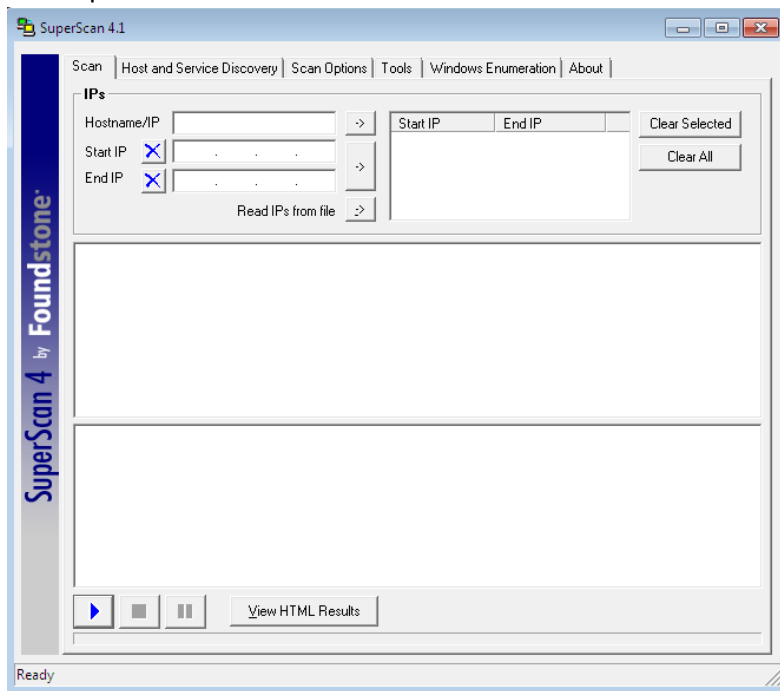 SuperScan 4.1
Scan Host and Service Discovery Scan Options Tools Windows Enumeration About
IPs
Hostname/IP -> Start IP End IP Clear Selected
Start IP . . . -> Clear All
End IP . . .
Read IPs from file ->
SuperScan 4 by Foundstone
View HTML Results
Ready